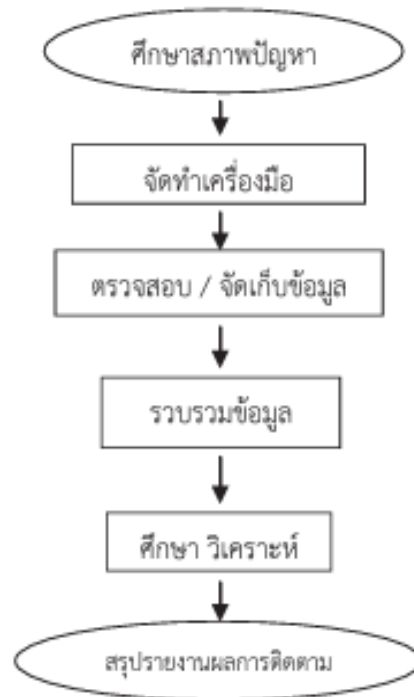 ศึกษาสภาพปัญหา
จัดทำเครื่องมือ
ตรวจสอบ / จัดเก็บข้อมูล
รวบรวมข้อมูล
ศึกษา วิเคราะห์
สรุปรายงานผลการติดตาม